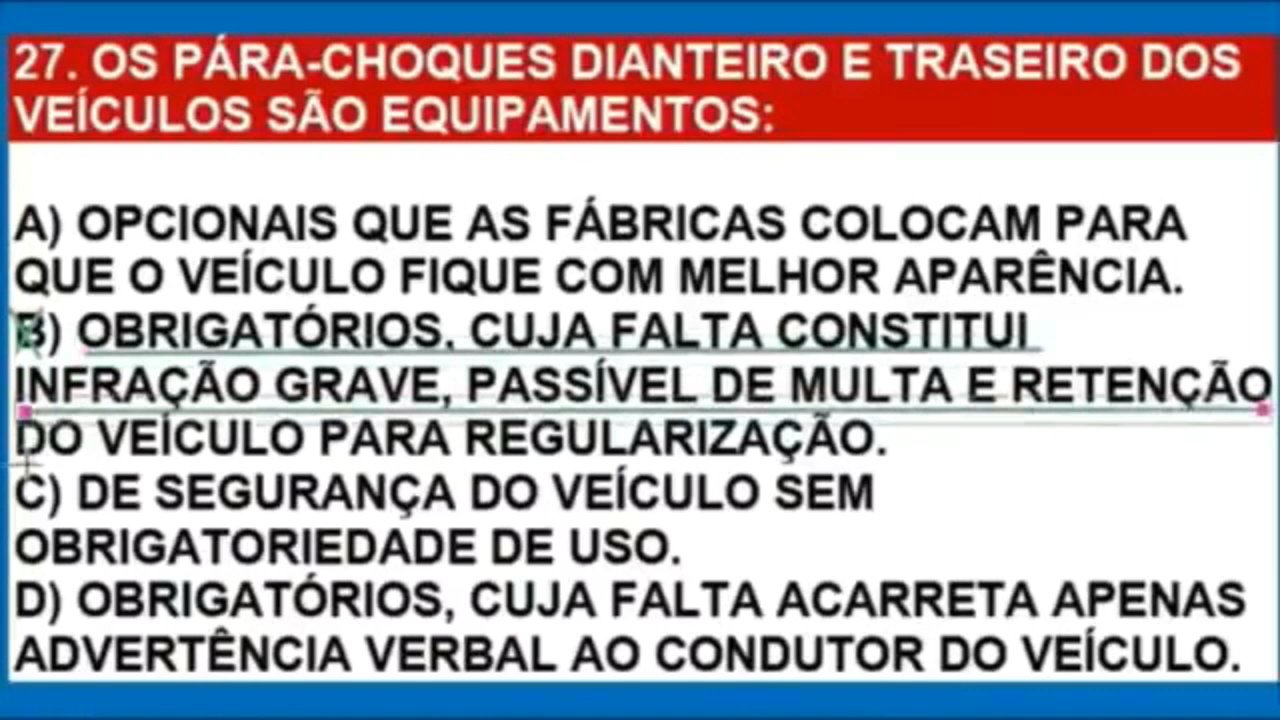 27. OS PÁRA-CHOQUES DIANTEIRO E TRASEIRO DOS
VEÍCULOS SÃO EQUIPAMENTOS:
A) OPCIONAIS QUE AS FÁBRICAS COLOCAM PARA
QUE O VEÍCULO FIQUE COM MELHOR APARÊNCIA.
B) OBRIGATÓRIOS, CUJA FALTA CONSTITUI
INFRAÇÃO GRAVE, PASSÍVEL DE MULTA E RETENÇÃO
DO VEÍCULO PARA REGULARIZAÇÃO.
C) DE SEGURANÇA DO VEÍCULO SEM
OBRIGATORIEDADE DE USO.
D) OBRIGATÓRIOS, CUJA FALTA ACARRETA APENAS
ADVERTÊNCIA VERBAL AO CONDUTOR DO VEÍCULO.